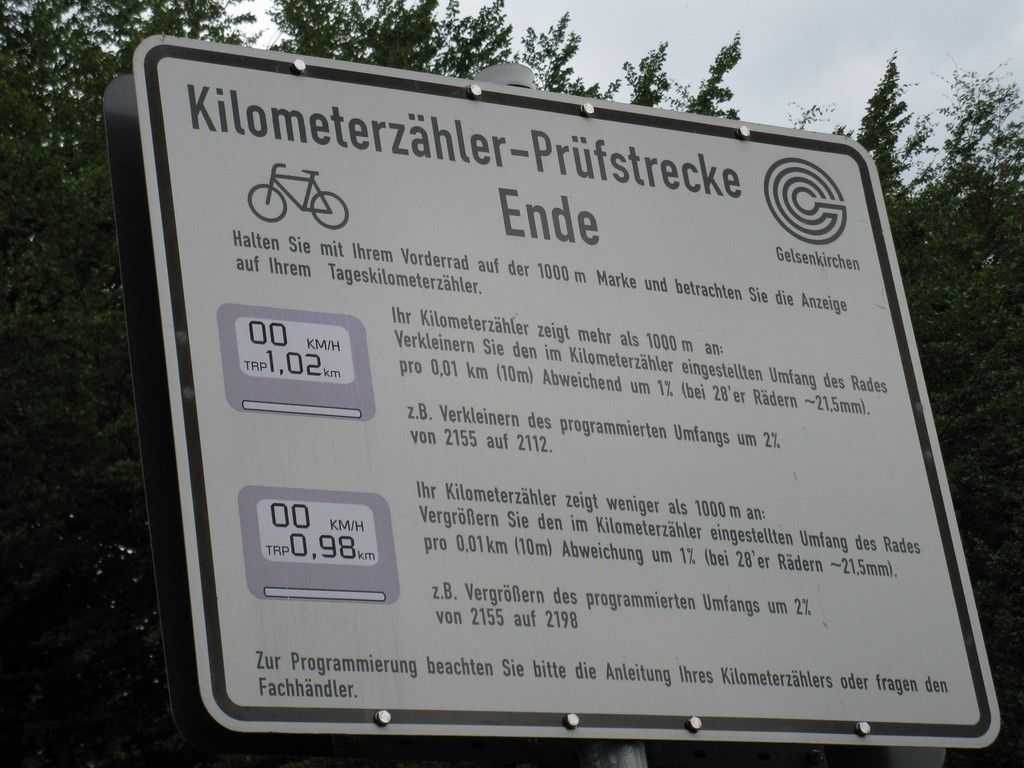 Kilometerzähler-Prüfstrecke
Ende
Gelsenkirchen
Halten Sie mit Ihrem Vorderrad auf der 1000 m Marke und betrachten Sie die Anzeige
auf Ihrem Tageskilometerzähler.
00 KM/H
TRP 1,02 km
Ihr Kilometerzähler zeigt mehr als 1000 m an:
Verkleinern Sie den im Kilometerzähler eingestellten Umfang des Rades
pro 0,01 km (10m) Abweichend um 1% (bei 28'er Rädern ~21,5mm).
z.B. Verkleinern des programmierten Umfangs um 2%
von 2155 auf 2112.
00 KM/H
TRP 0,98 km
Ihr Kilometerzähler zeigt weniger als 1000 m an:
Vergrößern Sie den im Kilometerzähler eingestellten Umfang des Rades
pro 0,01 km (10m) Abweichung um 1% (bei 28'er Rädern ~21,5mm).
z.B. Vergrößern des programmierten Umfangs um 2%
von 2155 auf 2198
Zur Programmierung beachten Sie bitte die Anleitung Ihres Kilometerzählers oder fragen den
Fachhändler.